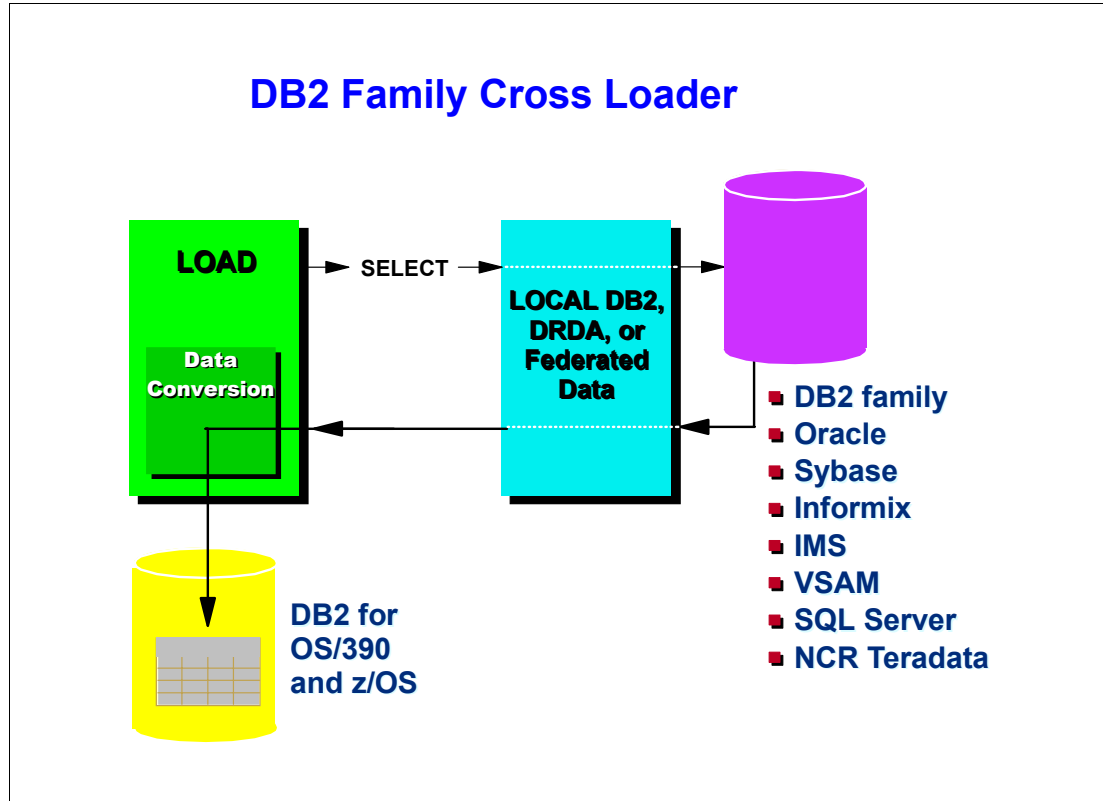 DB2 Family Cross Loader
LOAD
SELECT
LOCAL DB2,
DRDA, or
Federated
Data
Data
Conversion
DB2 family
Oracle
Sybase
Informix
IMS
VSAM
SQL Server
NCR Teradata
DB2 for
OS/390
and z/OS